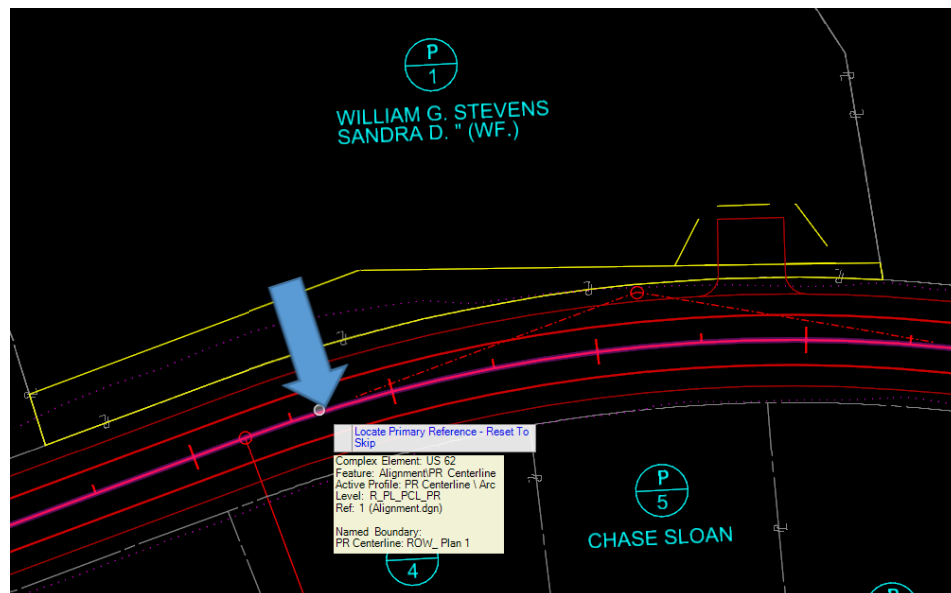 P
1
WILLIAM G. STEVENS
SANDRA D. " (WF.)
Locate Primary Reference - Reset To
Skip
Complex Element: US 62
Feature: Alignment\PR Centerline
Active Profile: PR Centerline \ Arc
Level: R_PL_PCL_PR
Ref: 1 (Alignment.dgn)
Named Boundary:
PR Centerline: ROW_ Plan 1
P
5
CHASE SLOAN
4
P